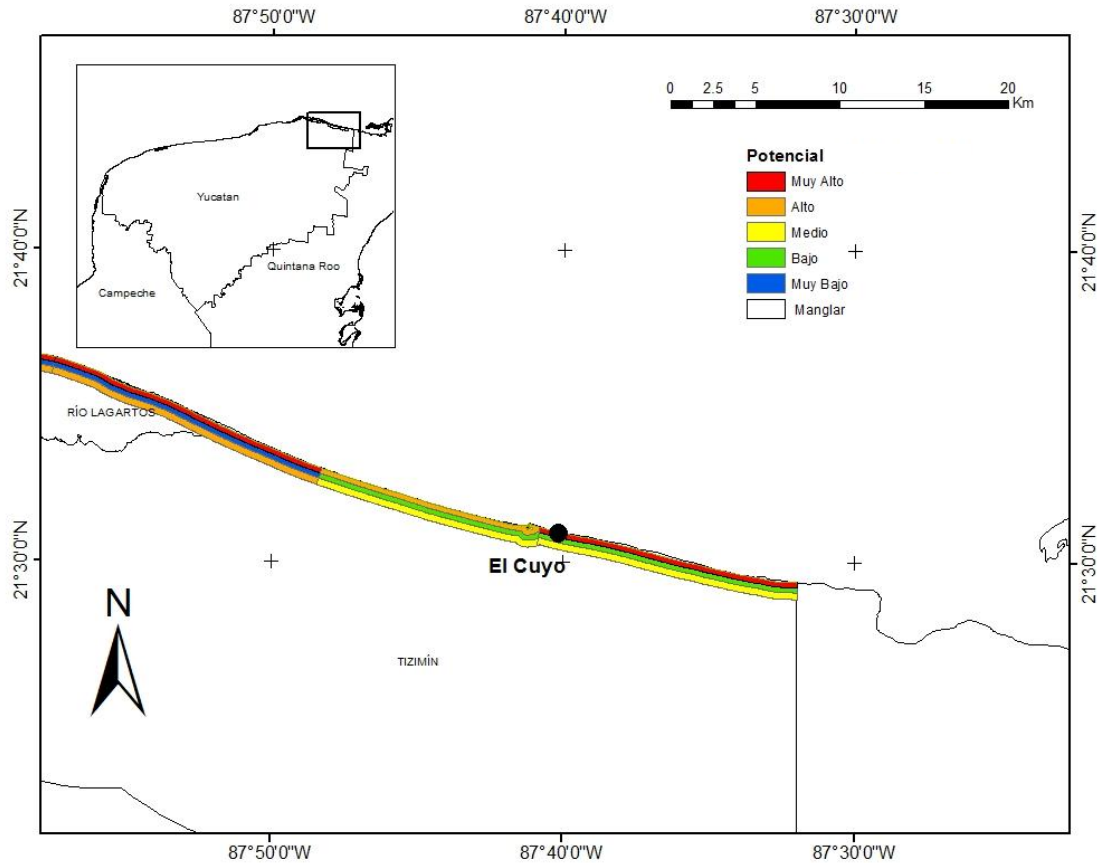 87°50'0"W
87°40'0"W
87°30'0"W
0 2.5 5 10 15 20
Km
Potencial
Muy Alto
Alto
Medio
Bajo
Muy Bajo
Manglar
Yucatan
Quintana Roo
Campeche
21°40'0"N
21°40'0"N
RÍO LAGARTOS
El Cuyo
21°30'0"N
21°30'0"N
N
TIZIMÍN
87°50'0"W
87°40'0"W
87°30'0"W